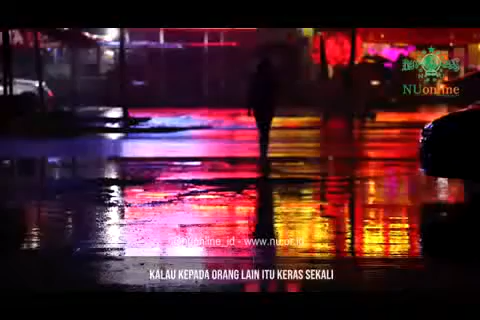 NUonline
nuonline_id - www.nu.or.id
KALAU KEPADA ORANG LAIN ITU KERAS SEKALI